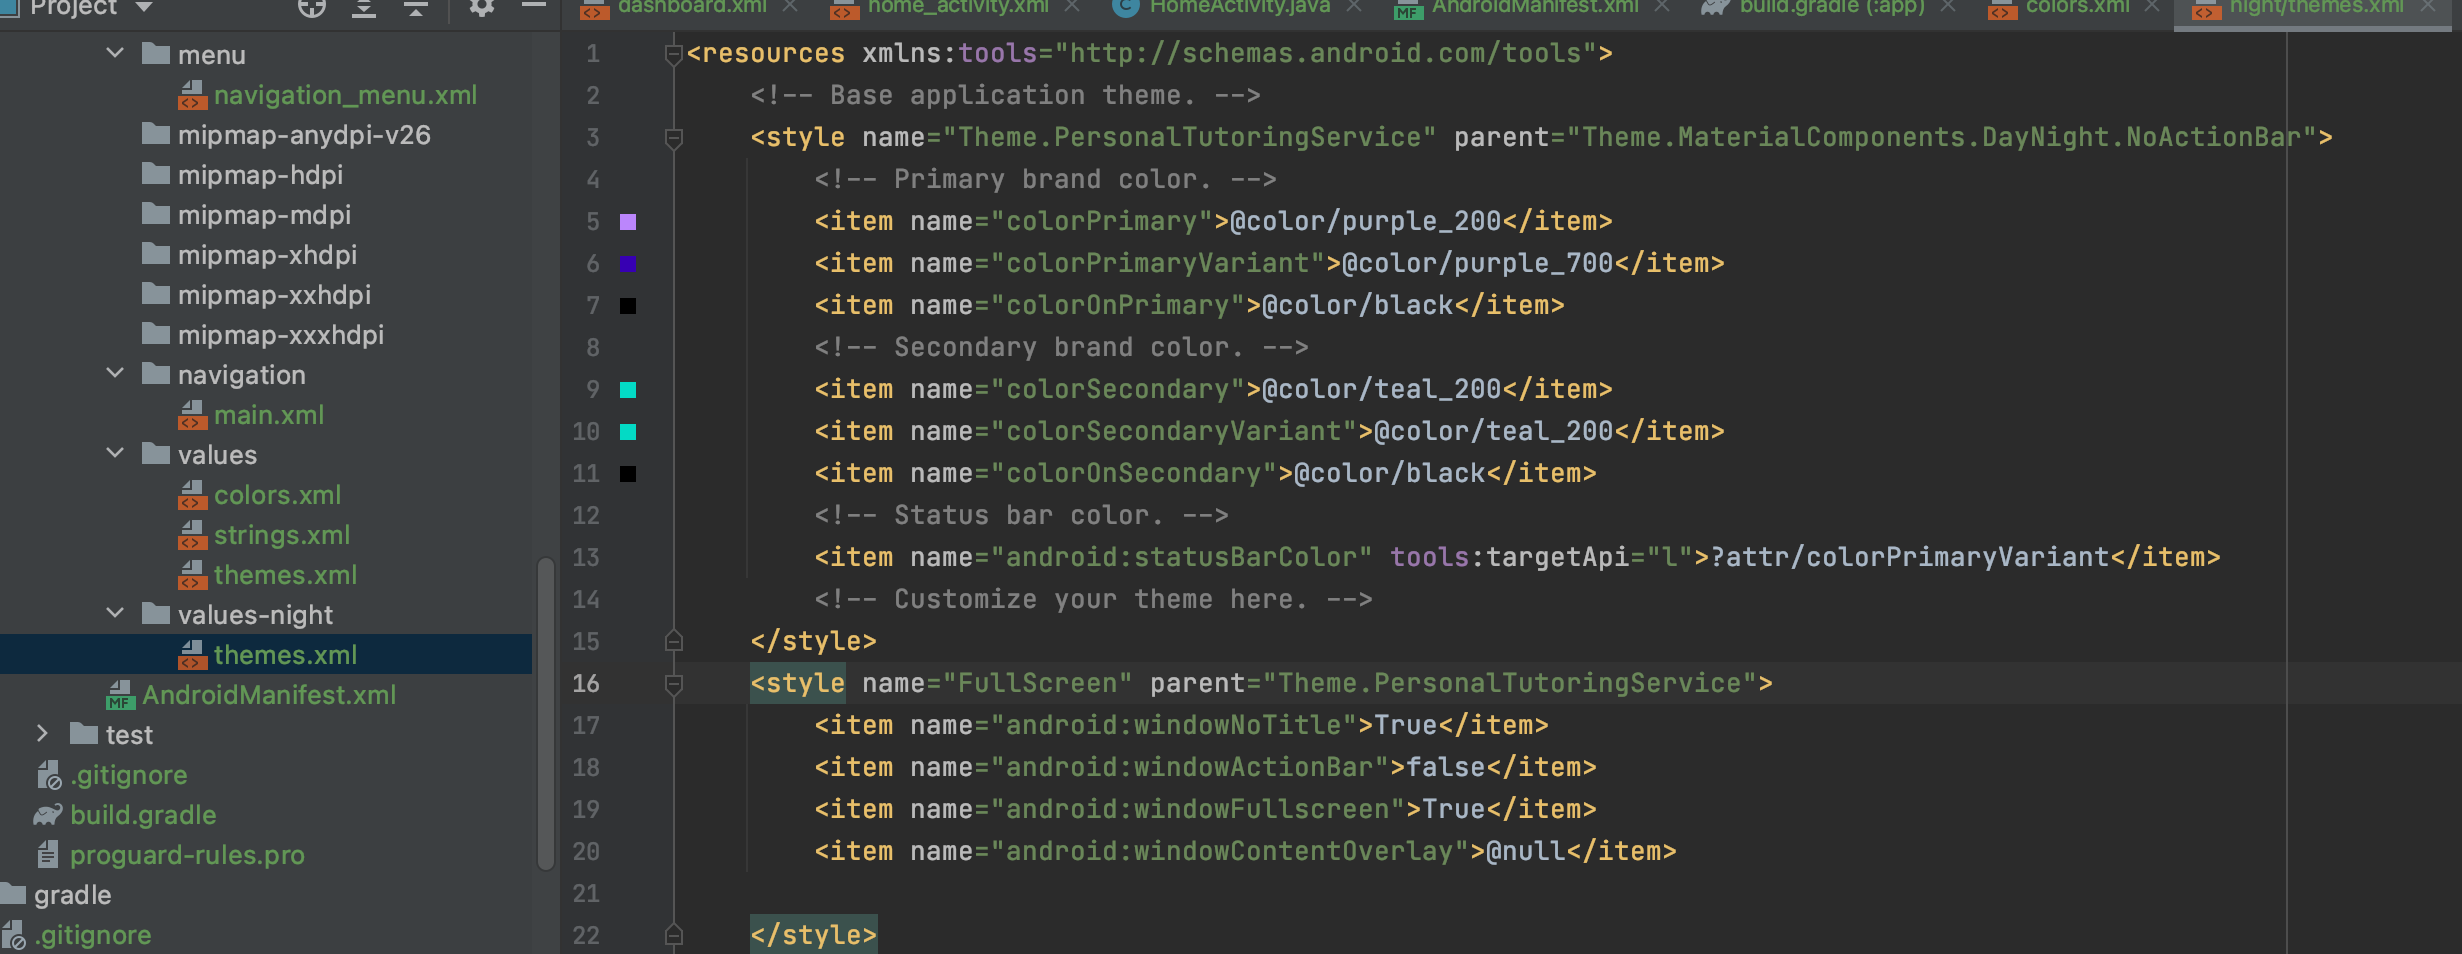 Project
menu
navigation_menu.xml
mipmap-anydpi-v26
mipmap-hdpi
mipmap-mdpi
mipmap-xhdpi
mipmap-xxhdpi
mipmap-xxxhdpi
navigation
main.xml
values
colors.xml
strings.xml
themes.xml
values-night
themes.xml
MF AndroidManifest.xml
test
.gitignore
build.gradle
proguard-rules.pro
gradle
.gitignore
dashboard.xml home_activity.xml C HomeActivity.java MF AndroidManifest.xml build.gradle (:app) colors.xml night/themes.xml
1 <resources xmlns:tools="http://schemas.android.com/tools">
2 <!-- Base application theme. -->
3 <style name="Theme.PersonalTutoringService" parent="Theme.MaterialComponents.DayNight.NoActionBar">
4 <!-- Primary brand color. -->
5 <item name="colorPrimary">@color/purple_200</item>
6 <item name="colorPrimaryVariant">@color/purple_700</item>
7 <item name="colorOnPrimary">@color/black</item>
8 <!-- Secondary brand color. -->
9 <item name="colorSecondary">@color/teal_200</item>
10 <item name="colorSecondaryVariant">@color/teal_200</item>
11 <item name="colorOnSecondary">@color/black</item>
12 <!-- Status bar color. -->
13 <item name="android:statusBarColor" tools:targetApi="l">?attr/colorPrimaryVariant</item>
14 <!-- Customize your theme here. -->
15 </style>
16 <style name="FullScreen" parent="Theme.PersonalTutoringService">
17 <item name="android:windowNoTitle">True</item>
18 <item name="android:windowActionBar">false</item>
19 <item name="android:windowFullscreen">True</item>
20 <item name="android:windowContentOverlay">@null</item>
21
22 </style>